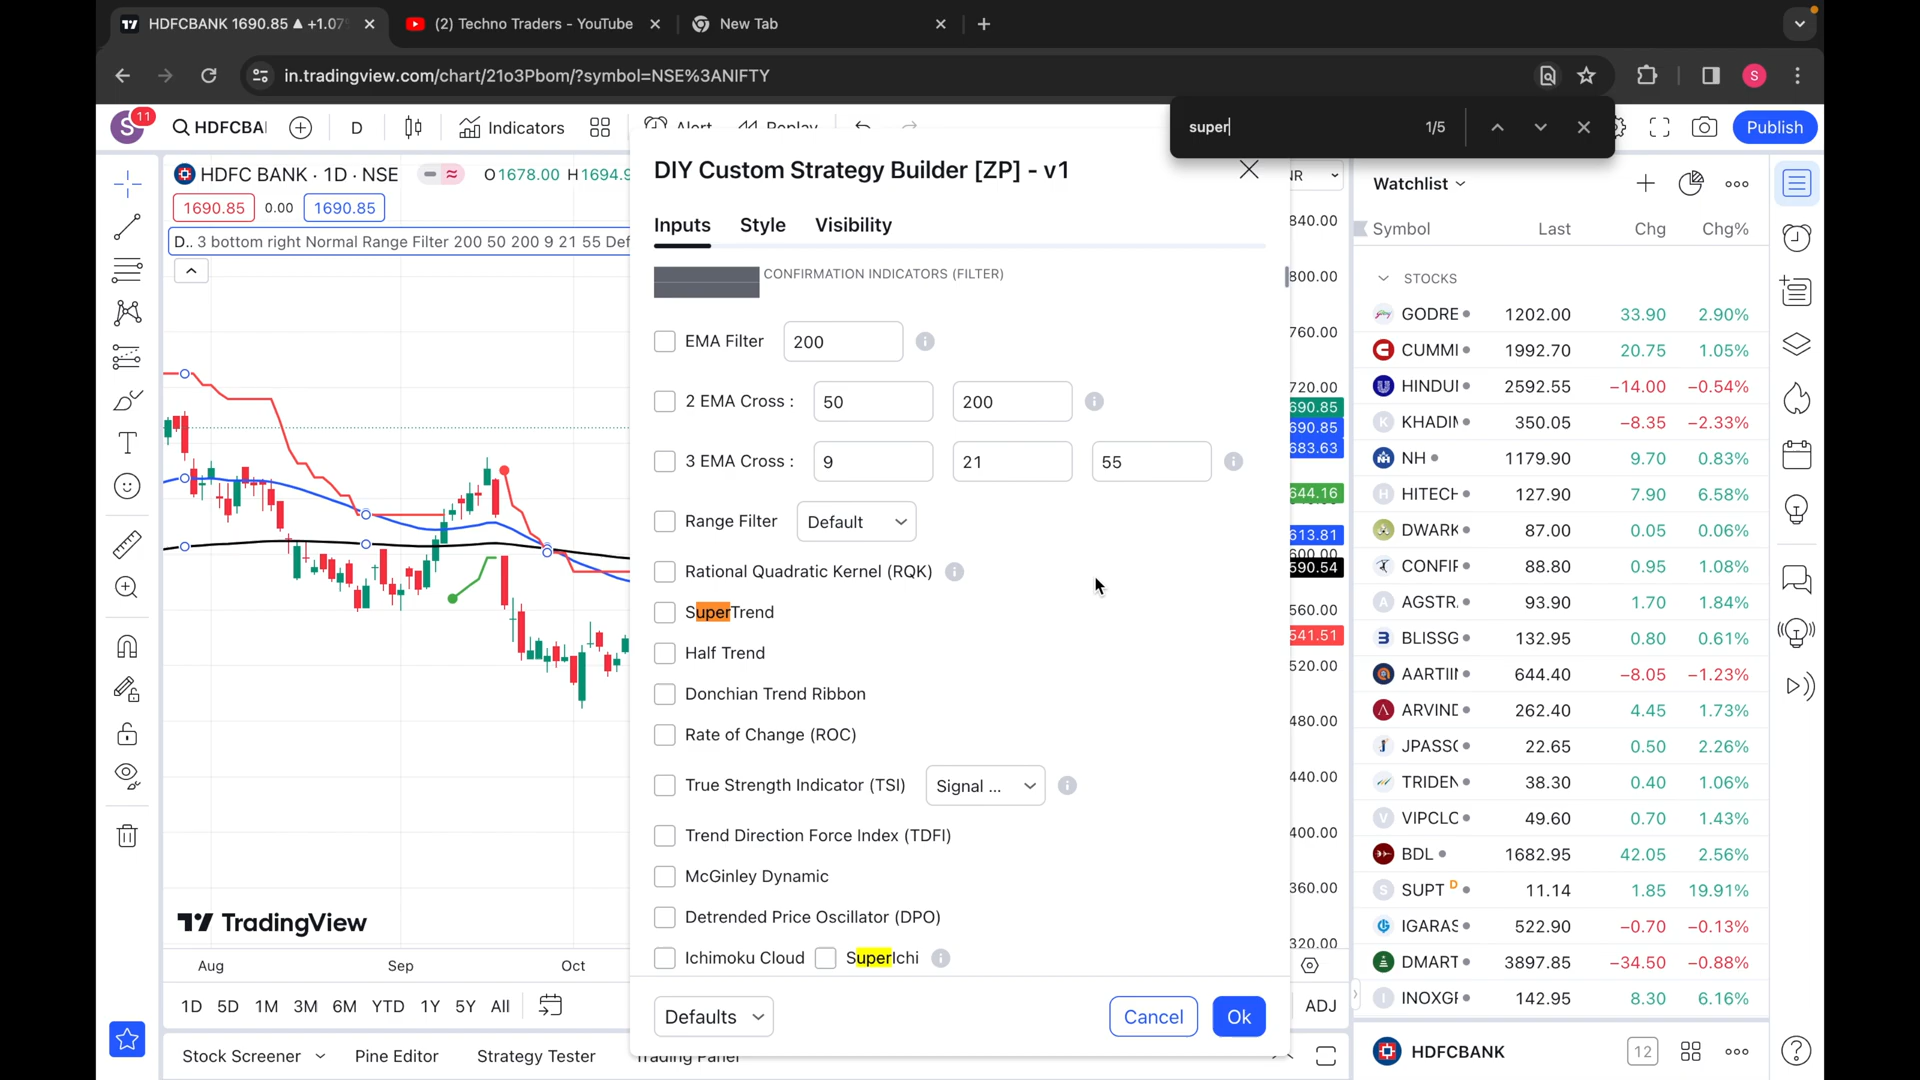 HDFCBANK 1690.85 ▲ +1.07%
(2) Techno Traders - YouTube
New Tab
in.tradingview.com/chart/21o3Pbom/?symbol=NSE%3ANIFTY
S
super
1/5
S 11
HDFCBA
D
Indicators
Alert
Replay
Publish
HDFC BANK · 1D · NSE
O1678.00 H1694.9
1690.85 0.00 1690.85
D.. 3 bottom right Normal Range Filter 200 50 200 9 21 55 Def
DIY Custom Strategy Builder [ZP] - v1
Inputs Style Visibility
CONFIRMATION INDICATORS (FILTER)
EMA Filter 200
2 EMA Cross : 50 200
3 EMA Cross : 9 21 55
Range Filter Default
Rational Quadratic Kernel (RQK)
SuperTrend
Half Trend
Donchian Trend Ribbon
Rate of Change (ROC)
True Strength Indicator (TSI) Signal ...
Trend Direction Force Index (TDFI)
McGinley Dynamic
Detrended Price Oscillator (DPO)
Ichimoku Cloud SuperIchi
Defaults Cancel Ok
NR
840.00
800.00
760.00
720.00
690.85
690.85
683.63
644.16
613.81
600.00
590.54
560.00
541.51
520.00
480.00
440.00
400.00
360.00
320.00
TradingView
Aug Sep Oct
1D 5D 1M 3M 6M YTD 1Y 5Y All
ADJ
Stock Screener Pine Editor Strategy Tester Trading Panel
Watchlist
Symbol Last Chg Chg%
STOCKS
GODRE 1202.00 33.90 2.90%
CUMMI 1992.70 20.75 1.05%
HINDUI 2592.55 −14.00 −0.54%
KHADIM 350.05 −8.35 −2.33%
NH 1179.90 9.70 0.83%
HITECH 127.90 7.90 6.58%
DWARK 87.00 0.05 0.06%
CONFIF 88.80 0.95 1.08%
AGSTR. 93.90 1.70 1.84%
BLISSG 132.95 0.80 0.61%
AARTIIN 644.40 −8.05 −1.23%
ARVIND 262.40 4.45 1.73%
JPASSO 22.65 0.50 2.26%
TRIDEN 38.30 0.40 1.06%
VIPCLO 49.60 0.70 1.43%
BDL 1682.95 42.05 2.56%
SUPT D 11.14 1.85 19.91%
IGARAS 522.90 −0.70 −0.13%
DMART 3897.85 −34.50 −0.88%
INOXGF 142.95 8.30 6.16%
HDFCBANK 12